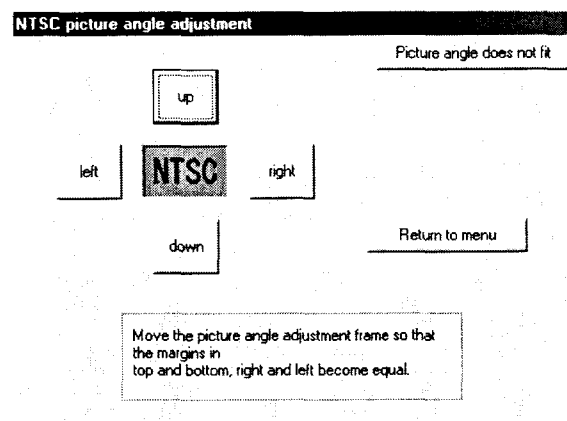 NTSC picture angle adjustment
Picture angle does not fit
up
left
NTSC
right
down
Return to menu
Move the picture angle adjustment frame so that
the margins in
top and bottom, right and left become equal.